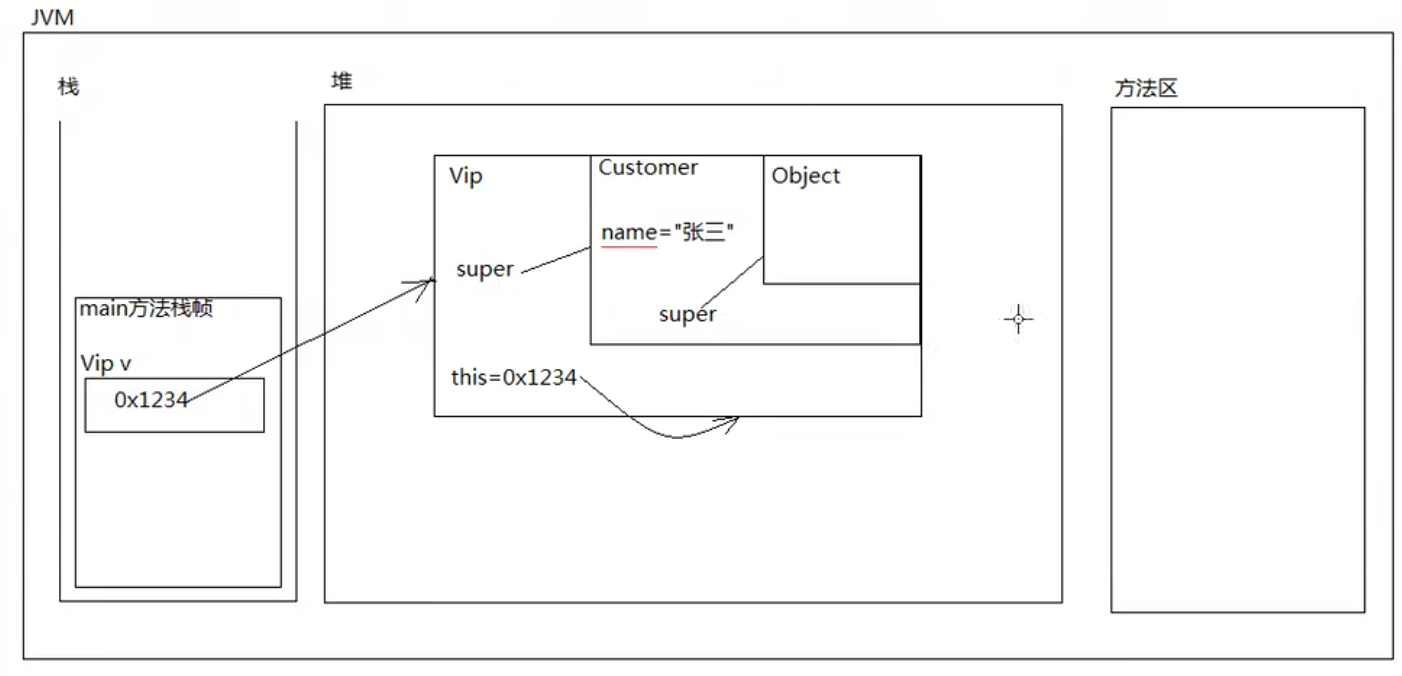 JVM
栈
堆
方法区
Vip
Customer
Object
name="张三"
super
super
main方法栈帧
Vip v
0x1234
this=0x1234